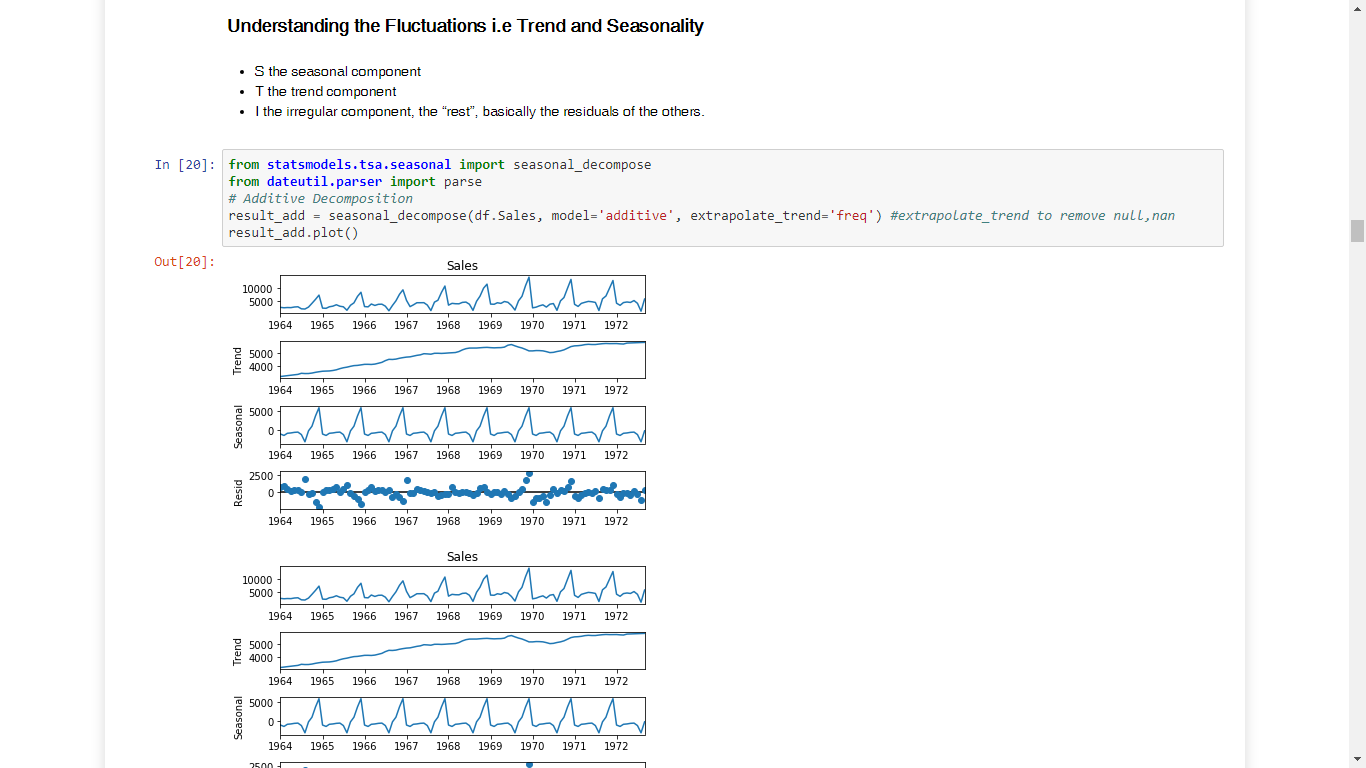 Understanding the Fluctuations i.e Trend and Seasonality
• S the seasonal component
• T the trend component
• I the irregular component, the “rest”, basically the residuals of the others.
In [20]: from statsmodels.tsa.seasonal import seasonal_decompose
from dateutil.parser import parse
# Additive Decomposition
result_add = seasonal_decompose(df.Sales, model='additive', extrapolate_trend='freq') #extrapolate_trend to remove null,nan
result_add.plot()
Out[20]:
Sales
10000
5000
1964 1965 1966 1967 1968 1969 1970 1971 1972
Trend
5000
4000
1964 1965 1966 1967 1968 1969 1970 1971 1972
Seasonal
5000
0
1964 1965 1966 1967 1968 1969 1970 1971 1972
Resid
2500
0
1964 1965 1966 1967 1968 1969 1970 1971 1972
Sales
10000
5000
1964 1965 1966 1967 1968 1969 1970 1971 1972
Trend
5000
4000
1964 1965 1966 1967 1968 1969 1970 1971 1972
Seasonal
5000
0
1964 1965 1966 1967 1968 1969 1970 1971 1972
2500